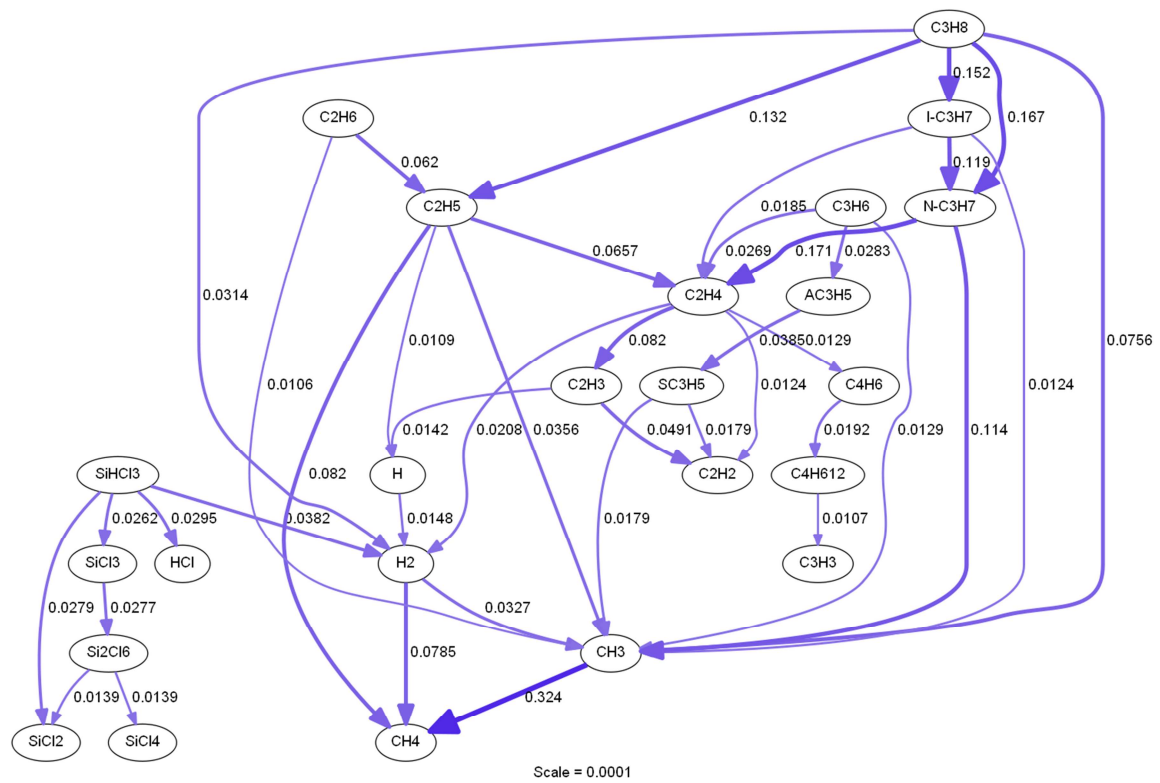 C3H8
0.152
C2H6
I-C3H7
0.132
0.167
0.062
0.119
C2H5
C3H6
N-C3H7
0.0185
0.0657
0.0269
0.171
0.0283
0.0314
C2H4
AC3H5
0.0109
0.082
0.0385
0.0129
0.0756
0.0106
C2H3
SC3H5
0.0124
C4H6
0.0124
0.0142
0.0208
0.0356
0.0491
0.0179
0.0192
0.0129
0.114
SiHCl3
0.082
H
C2H2
C4H612
0.0262
0.0295
0.0382
0.0148
0.0179
0.0107
SiCl3
HCl
H2
C3H3
0.0279
0.0277
0.0327
Si2Cl6
0.0785
CH3
0.0139
0.0139
0.324
SiCl2
SiCl4
CH4
Scale = 0.0001